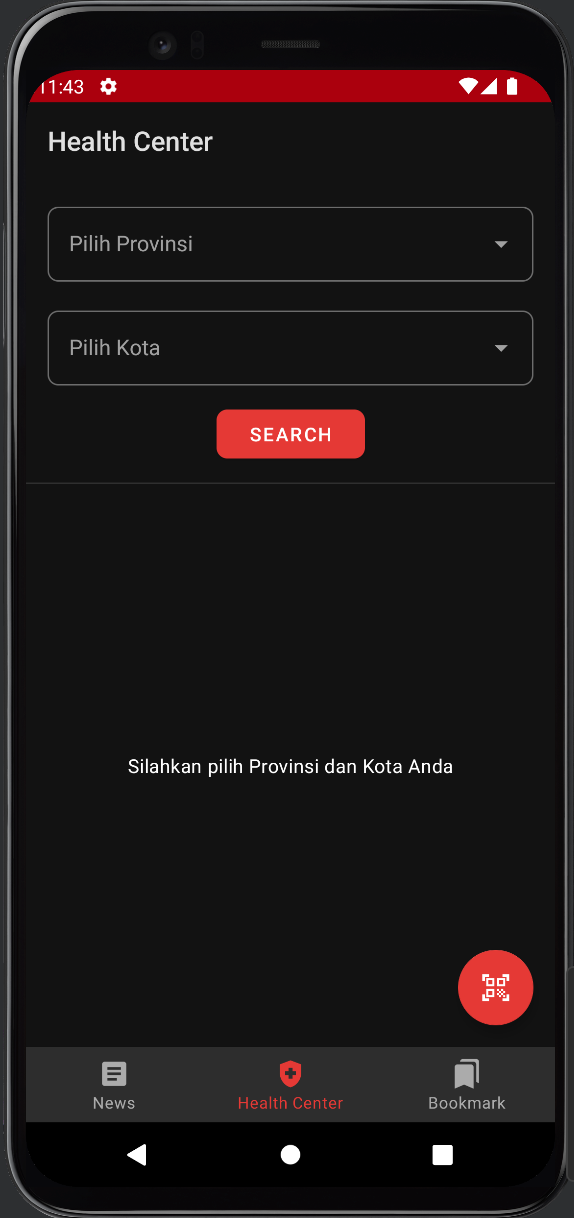 11:43
Health Center
Pilih Provinsi
Pilih Kota
SEARCH
Silahkan pilih Provinsi dan Kota Anda
News
Health Center
Bookmark